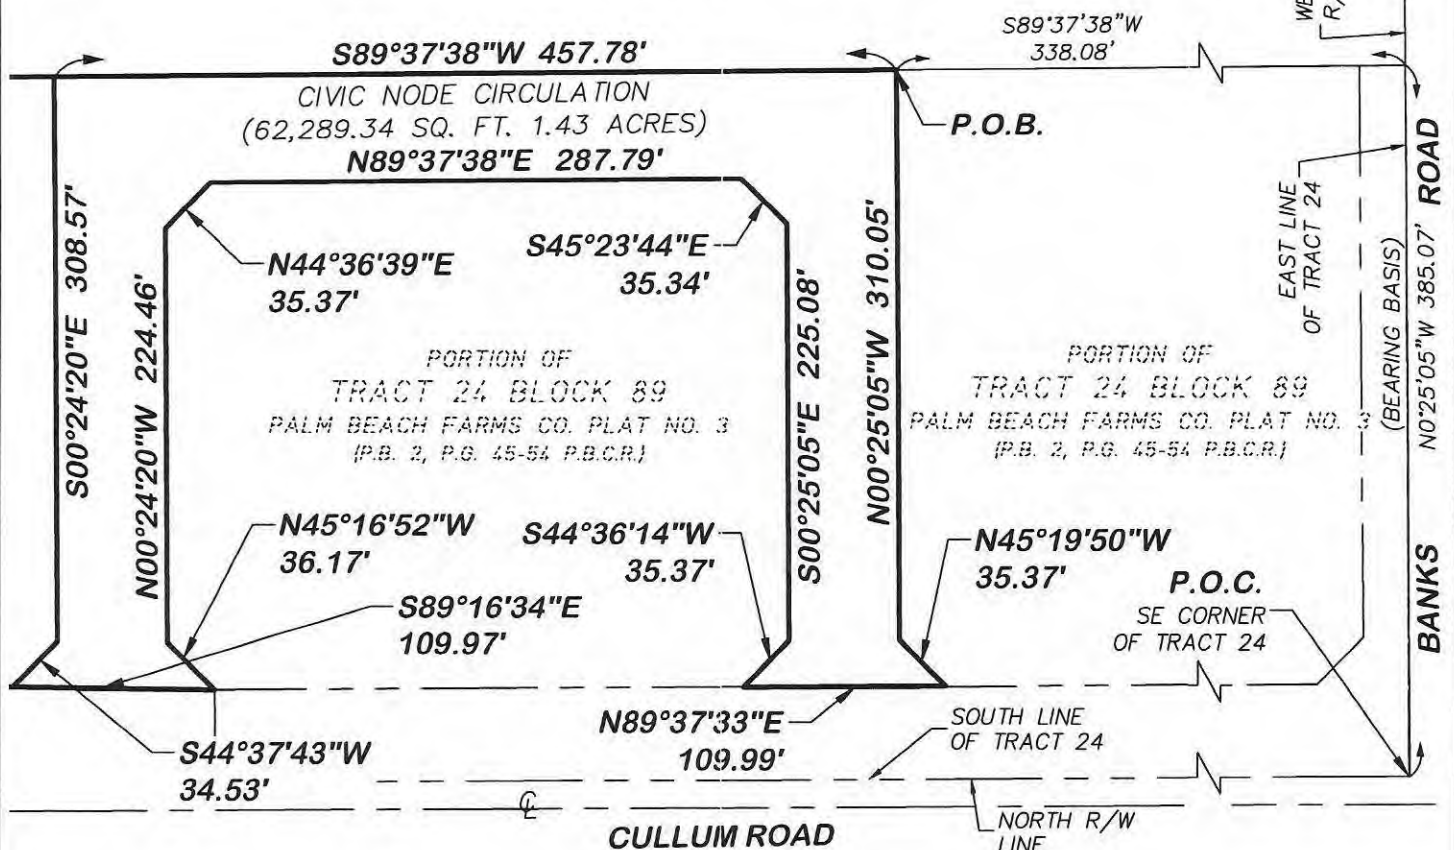 S89°37'38"W 457.78'
CIVIC NODE CIRCULATION
(62,289.34 SQ. FT. 1.43 ACRES)
N89°37'38"E 287.79'
S89°37'38"W
338.08'
R/
P.O.B.
S00°24'20"E 308.57'
N00°24'20"W 224.46'
N44°36'39"E
35.37'
S45°23'44"E
35.34'
S00°25'05"E 225.08'
N00°25'05"W 310.05'
EAST LINE
OF TRACT 24
(BEARING BASIS)
N0°25'05"W 385.07'
BANKS ROAD
PORTION OF
TRACT 24 BLOCK 89
PALM BEACH FARMS CO. PLAT NO. 3
(P.B. 2, P.G. 45-54 P.B.C.R.)
PORTION OF
TRACT 24 BLOCK 89
PALM BEACH FARMS CO. PLAT NO. 3
(P.B. 2, P.G. 45-54 P.B.C.R.)
N45°16'52"W
36.17'
S44°36'14"W
35.37'
N45°19'50"W
35.37'
P.O.C.
SE CORNER
OF TRACT 24
S89°16'34"E
109.97'
N89°37'33"E
109.99'
SOUTH LINE
OF TRACT 24
S44°37'43"W
34.53'
CULLUM ROAD
NORTH R/W
LINE